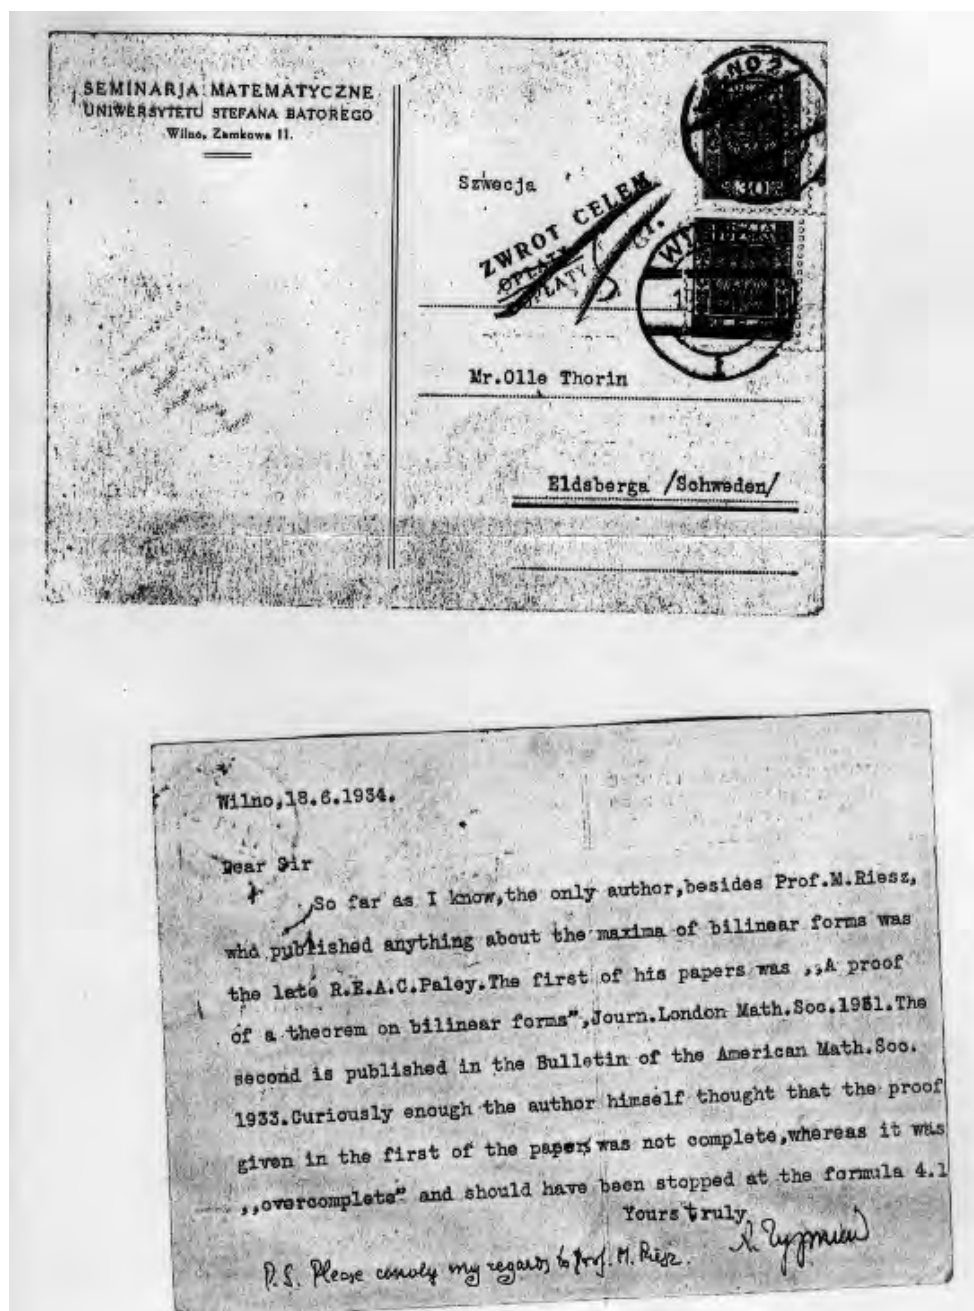 SEMINARJA MATEMATYCZNE
UNIWERSYTETU STEFANA BATOREGO
Wilno, Zamkowa 11.
Szwecja
ZWROT CELEM
OPŁATY
DOPŁATY
30
Mr.Olle Thorin
Eldsberga /Schweden/
Wilno,18.6.1934.
Dear Sir
So far as I know,the only author,besides Prof.M.Riesz,
who published anything about the maxima of bilinear forms was
the late R.E.A.C.Paley.The first of his papers was ,,A proof
of a theorem on bilinear forms”,Journ.London Math.Soc.1931.The
second is published in the Bulletin of the American Math.Soc.
1933.Curiously enough the author himself thought that the proof
given in the first of the papers was not complete,whereas it was
,,overcomplete” and should have been stopped at the formula 4.1
Yours truly
P.S. Please convey my regards to Prof. M. Riesz.